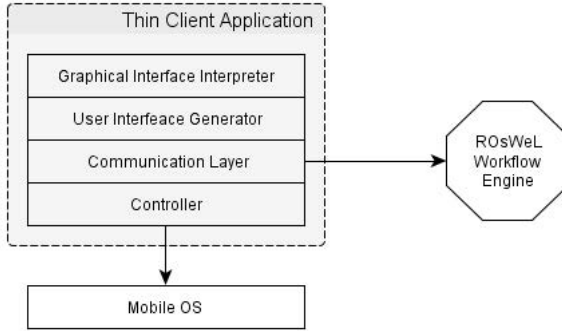 Thin Client Application
Graphical Interface Interpreter
User Interfeace Generator
Communication Layer
Controller
ROsWeL
Workflow
Engine
Mobile OS